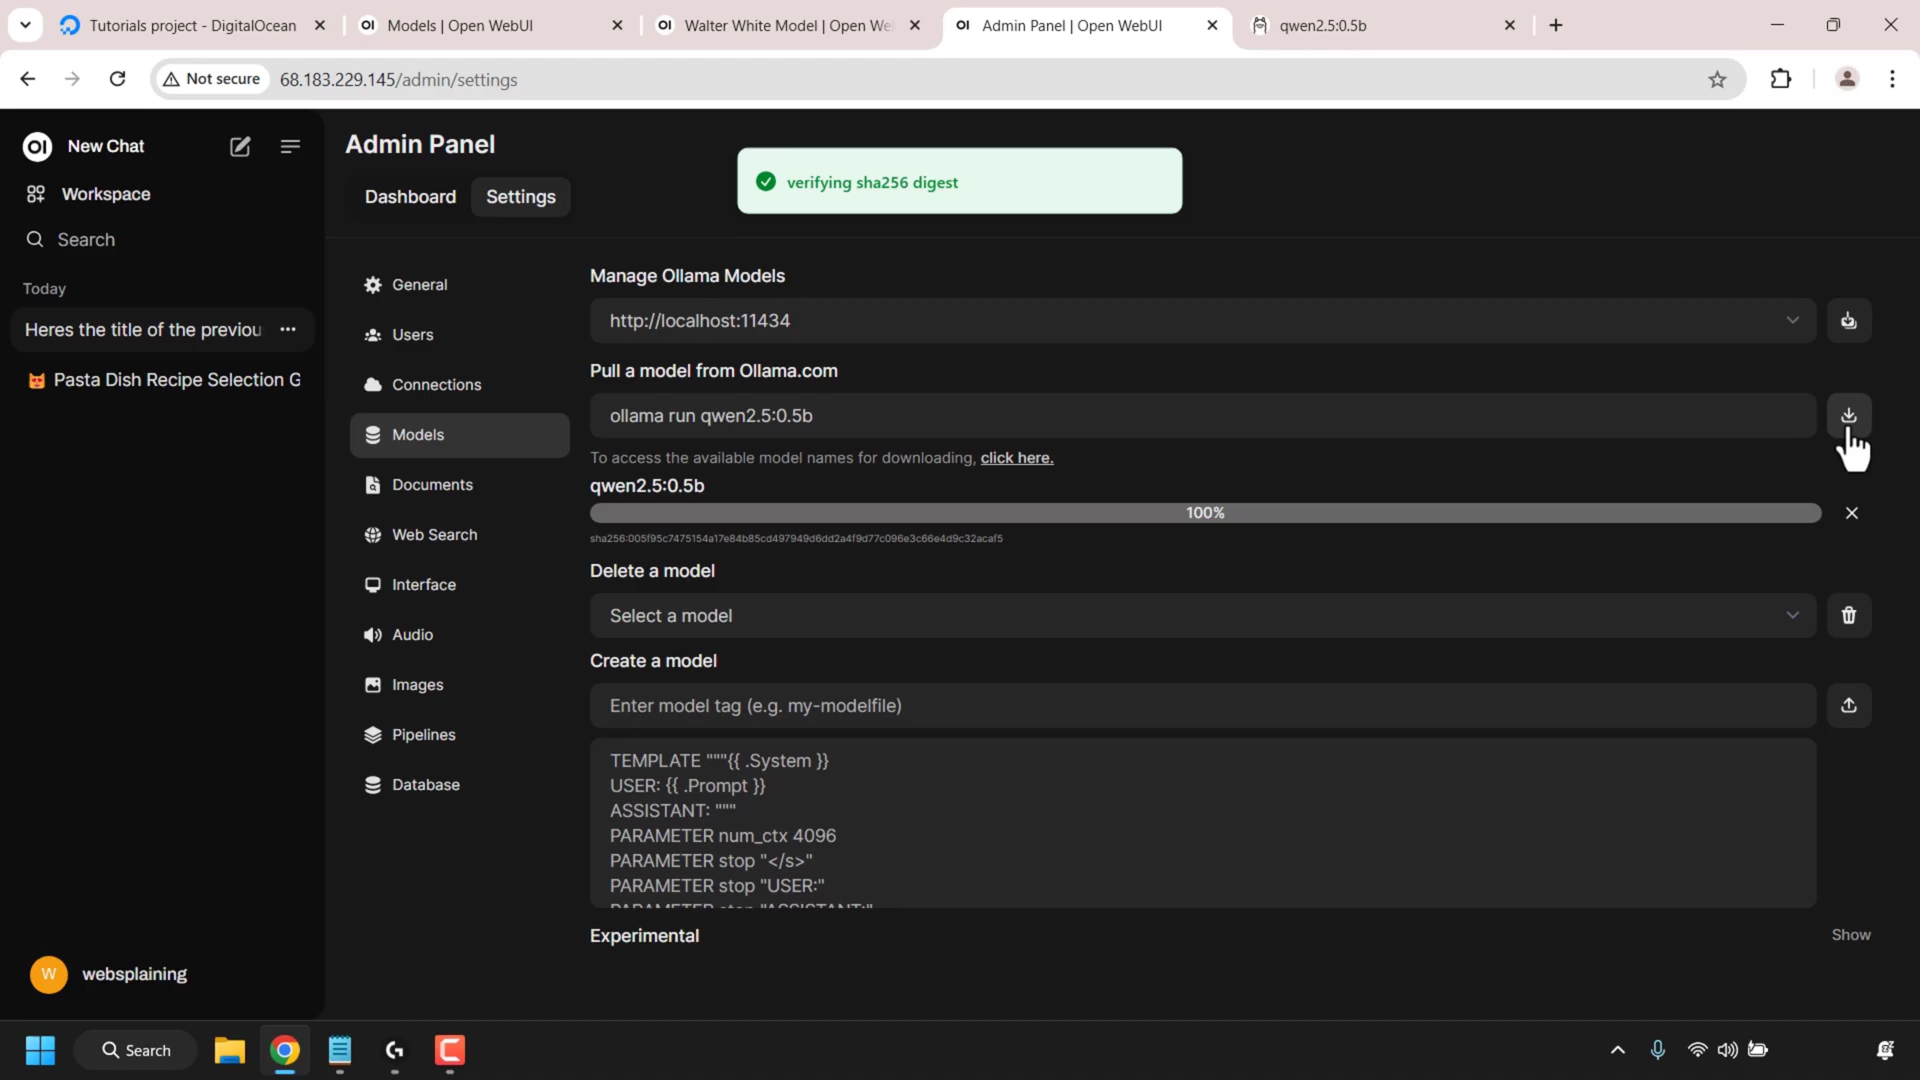 Tutorials project - DigitalOcean
Models | Open WebUI
Walter White Model | Open We
Admin Panel | Open WebUI
qwen2.5:0.5b
Not secure
68.183.229.145/admin/settings
OI New Chat
Workspace
Search
Today
Heres the title of the previou
Pasta Dish Recipe Selection G
W websplaining
Admin Panel
Dashboard
Settings
verifying sha256 digest
General
Users
Connections
Models
Documents
Web Search
Interface
Audio
Images
Pipelines
Database
Manage Ollama Models
http://localhost:11434
Pull a model from Ollama.com
ollama run qwen2.5:0.5b
To access the available model names for downloading, click here.
qwen2.5:0.5b
100%
sha256:005f95c7475154a17e84b85cd497949d6dd2a4f9d77c096e3c66e4d9c32acaf5
Delete a model
Select a model
Create a model
Enter model tag (e.g. my-modelfile)
TEMPLATE """{{ .System }}
USER: {{ .Prompt }}
ASSISTANT: """
PARAMETER num_ctx 4096
PARAMETER stop "</s>"
PARAMETER stop "USER:"
PARAMETER stop "ASSISTANT:"
Experimental
Show
Search